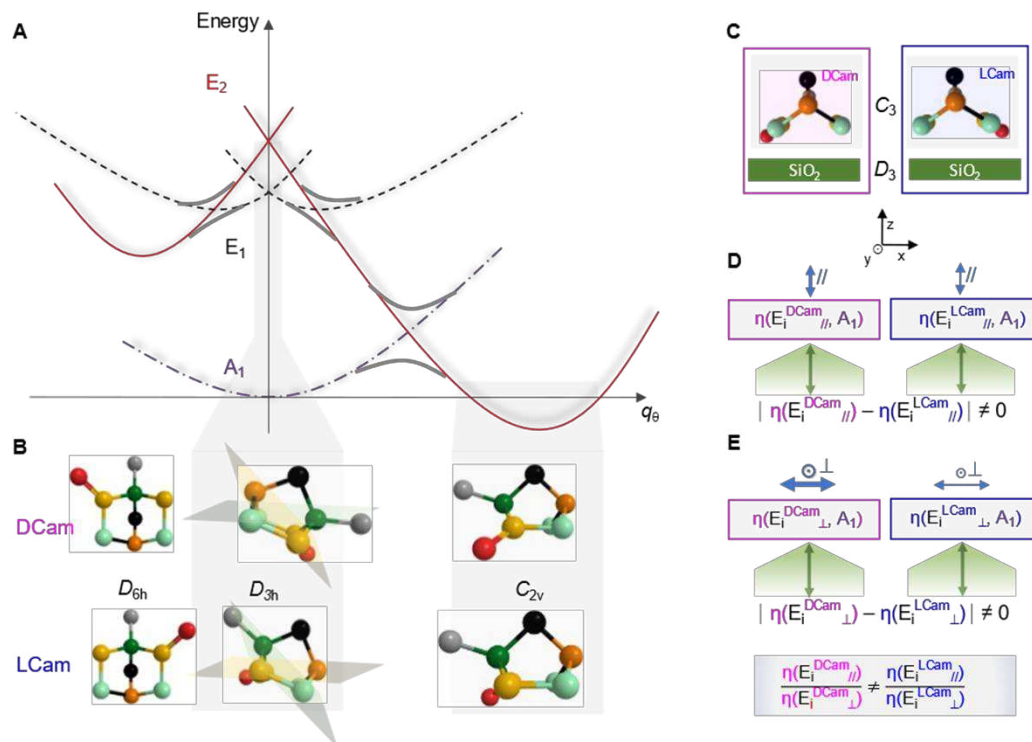 A
Energy
E₂
E₁
A₁
q_θ
B
DCam
D₆ₕ
D₃ₕ
C₂ᵥ
LCam
C
DCam
LCam
C₃
SiO₂
D₃
SiO₂
z
y
x
D
//
//
η(Eᵢᴰᶜᵃᵐ//, A₁)
η(Eᵢᴸᶜᵃᵐ//, A₁)
| η(Eᵢᴰᶜᵃᵐ//) – η(Eᵢᴸᶜᵃᵐ//) | ≠ 0
E
⊙⊥
⊙⊥
η(Eᵢᴰᶜᵃᵐ⊥, A₁)
η(Eᵢᴸᶜᵃᵐ⊥, A₁)
| η(Eᵢᴰᶜᵃᵐ⊥) – η(Eᵢᴸᶜᵃᵐ⊥) | ≠ 0
η(Eᵢᴰᶜᵃᵐ//) / η(Eᵢᴰᶜᵃᵐ⊥) ≠ η(Eᵢᴸᶜᵃᵐ//) / η(Eᵢᴸᶜᵃᵐ⊥)